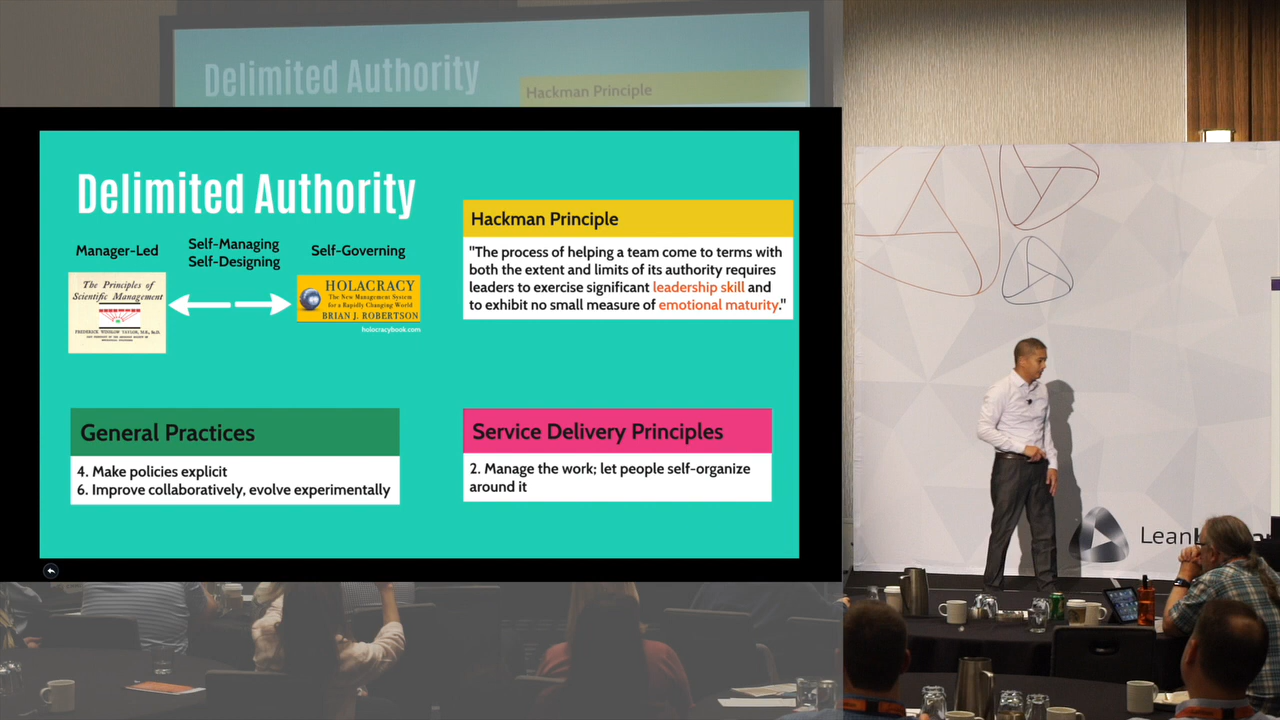 Delimited Authority
Hackman Principle
Delimited Authority
Manager-Led
Self-Managing
Self-Designing
Self-Governing
The Principles of
Scientific Management
FREDERICK WINSLOW TAYLOR, M.E., Sc.D.
HOLACRACY
The New Management System
for a Rapidly Changing World
BRIAN J. ROBERTSON
holocracybook.com
Hackman Principle
"The process of helping a team come to terms with
both the extent and limits of its authority requires
leaders to exercise significant leadership skill and
to exhibit no small measure of emotional maturity."
General Practices
4. Make policies explicit
6. Improve collaboratively, evolve experimentally
Service Delivery Principles
2. Manage the work; let people self-organize
around it
Lean